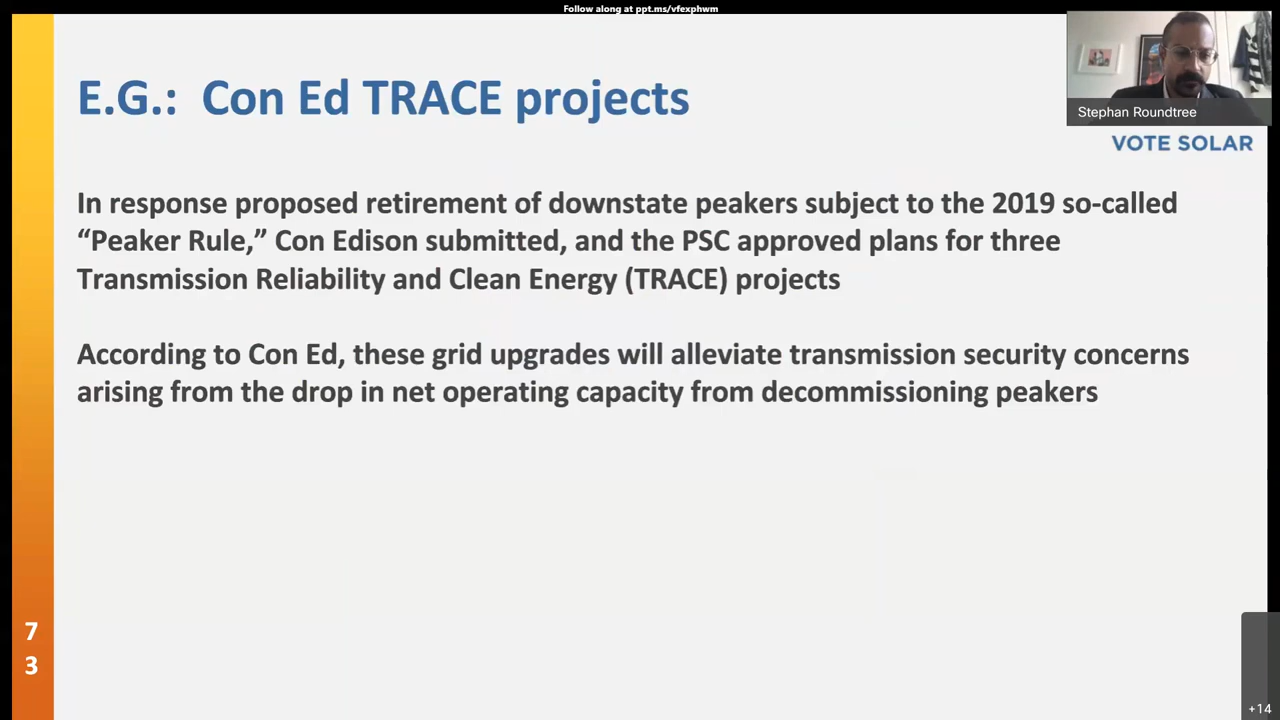 Follow along at ppt.ms/vfexphwm
E.G.: Con Ed TRACE projects
Stephan Roundtree
VOTE SOLAR
In response proposed retirement of downstate peakers subject to the 2019 so-called
“Peaker Rule,” Con Edison submitted, and the PSC approved plans for three
Transmission Reliability and Clean Energy (TRACE) projects
According to Con Ed, these grid upgrades will alleviate transmission security concerns
arising from the drop in net operating capacity from decommissioning peakers
7
3
+14